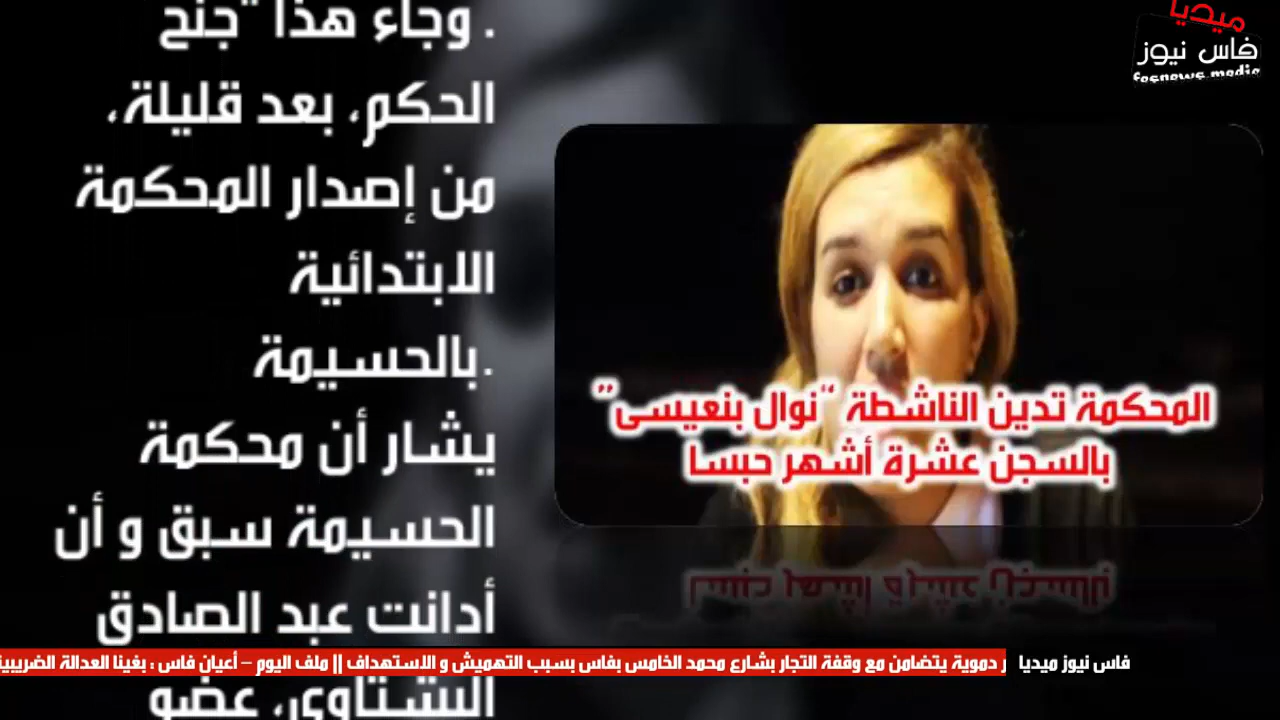 ميديا
فاس نيوز
fesnews.media
. وجاء هذا "جنح
الحكم، بعد قليلة،
من إصدار المحكمة
الابتدائية
.بالحسيمة
يشار أن محكمة
الحسيمة سبق و أن
أدانت عبد الصادق
البشتاوي، عضو
المحكمة تدين الناشطة “نوال بنعيسى”
بالسجن عشرة أشهر حبسا
فاس نيوز ميديا ر دموية يتضامن مع وقفة التجار بشارع محمد الخامس بفاس بسبب التهميش و الاستهداف || ملف اليوم – أعيان فاس : بغينا العدالة الضريبية